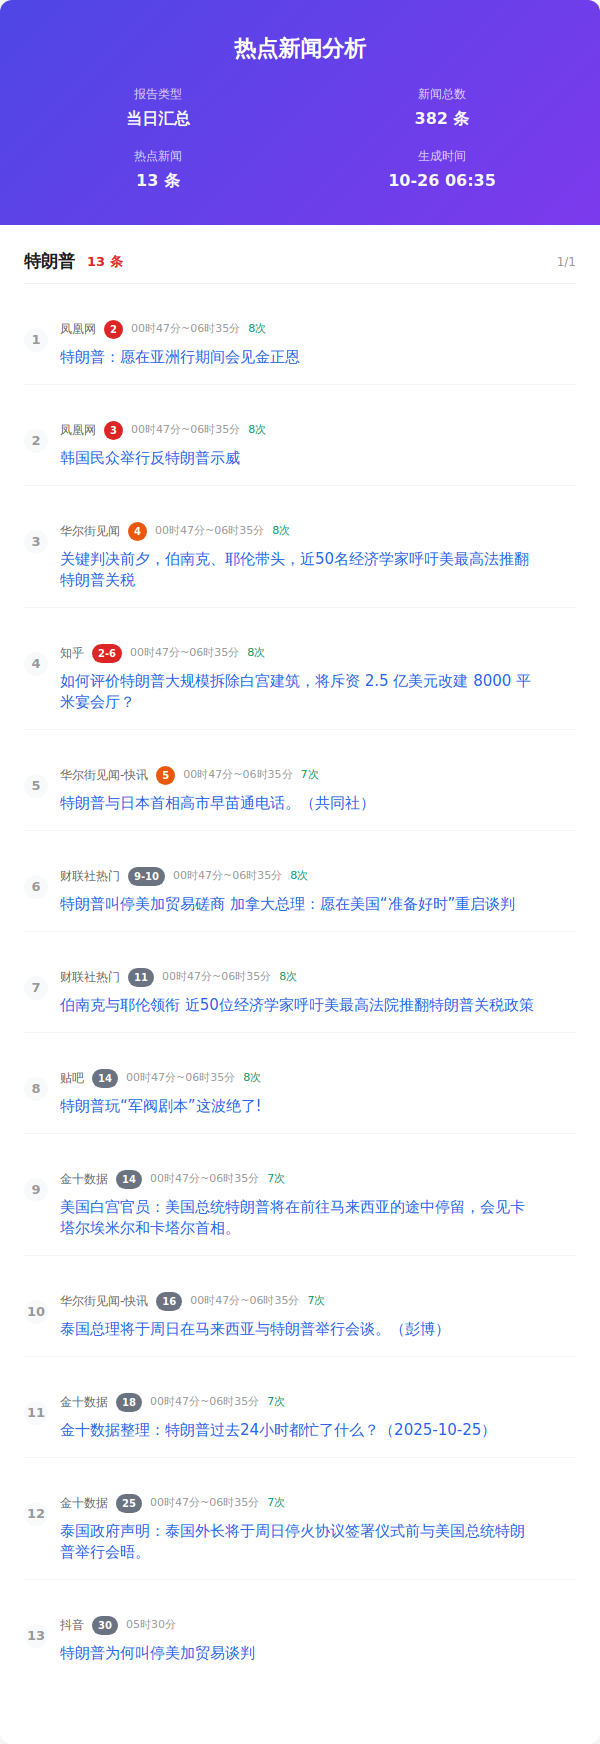 热点新闻分析
报告类型
新闻总数
当日汇总
382 条
热点新闻
生成时间
13 条
10-26 06:35
特朗普 13 条 1/1
1 凤凰网 2 00时47分~06时35分 8次
特朗普：愿在亚洲行期间会见金正恩
2 凤凰网 3 00时47分~06时35分 8次
韩国民众举行反特朗普示威
3 华尔街见闻 4 00时47分~06时35分 8次
关键判决前夕，伯南克、耶伦带头，近50名经济学家呼吁美最高法推翻
特朗普关税
4 知乎 2-6 00时47分~06时35分 8次
如何评价特朗普大规模拆除白宫建筑，将斥资 2.5 亿美元改建 8000 平
米宴会厅？
5 华尔街见闻-快讯 5 00时47分~06时35分 7次
特朗普与日本首相高市早苗通电话。（共同社）
6 财联社热门 9-10 00时47分~06时35分 8次
特朗普叫停美加贸易磋商 加拿大总理：愿在美国“准备好时”重启谈判
7 财联社热门 11 00时47分~06时35分 8次
伯南克与耶伦领衔 近50位经济学家呼吁美最高法院推翻特朗普关税政策
8 贴吧 14 00时47分~06时35分 8次
特朗普玩“军阀剧本”这波绝了!
9 金十数据 14 00时47分~06时35分 7次
美国白宫官员：美国总统特朗普将在前往马来西亚的途中停留，会见卡
塔尔埃米尔和卡塔尔首相。
10 华尔街见闻-快讯 16 00时47分~06时35分 7次
泰国总理将于周日在马来西亚与特朗普举行会谈。（彭博）
11 金十数据 18 00时47分~06时35分 7次
金十数据整理：特朗普过去24小时都忙了什么？（2025-10-25）
12 金十数据 25 00时47分~06时35分 7次
泰国政府声明：泰国外长将于周日停火协议签署仪式前与美国总统特朗
普举行会晤。
13 抖音 30 05时30分
特朗普为何叫停美加贸易谈判